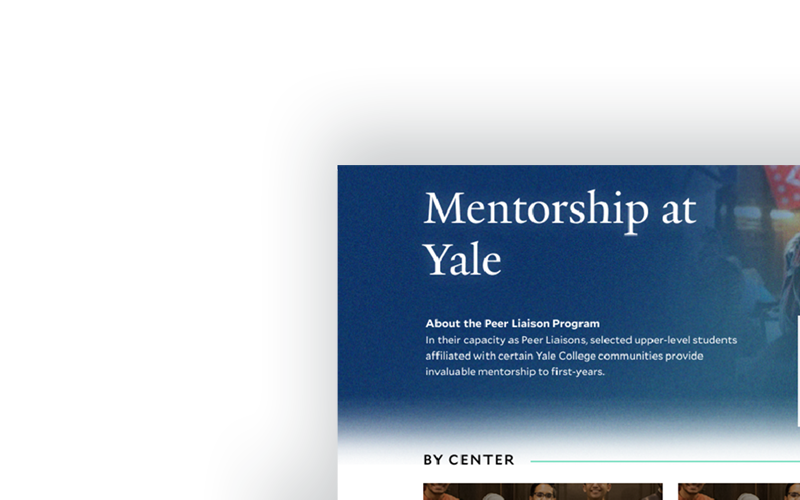 Mentorship at
Yale
About the Peer Liaison Program
In their capacity as Peer Liaisons, selected upper-level students
affiliated with certain Yale College communities provide
invaluable mentorship to first-years.
BY CENTER